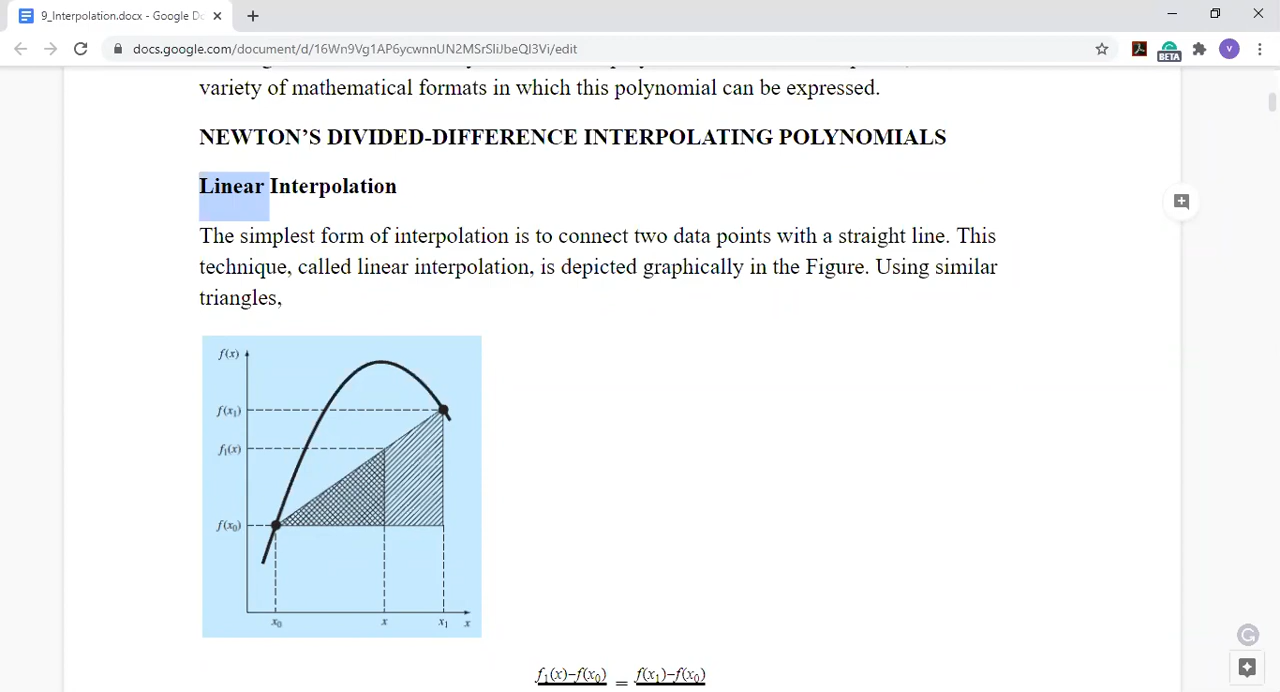 9_Interpolation.docx - Google Do
docs.google.com/document/d/16Wn9Vg1AP6ycwnnUN2MSrSliJbeQl3Vi/edit
BETA
V
variety of mathematical formats in which this polynomial can be expressed.
NEWTON’S DIVIDED-DIFFERENCE INTERPOLATING POLYNOMIALS
Linear Interpolation
The simplest form of interpolation is to connect two data points with a straight line. This
technique, called linear interpolation, is depicted graphically in the Figure. Using similar
triangles,
f(x)
f(x₁)
f₁(x)
f(x₀)
x₀ x x₁ x
f₁(x)−f(x₀) = f(x₁)−f(x₀)